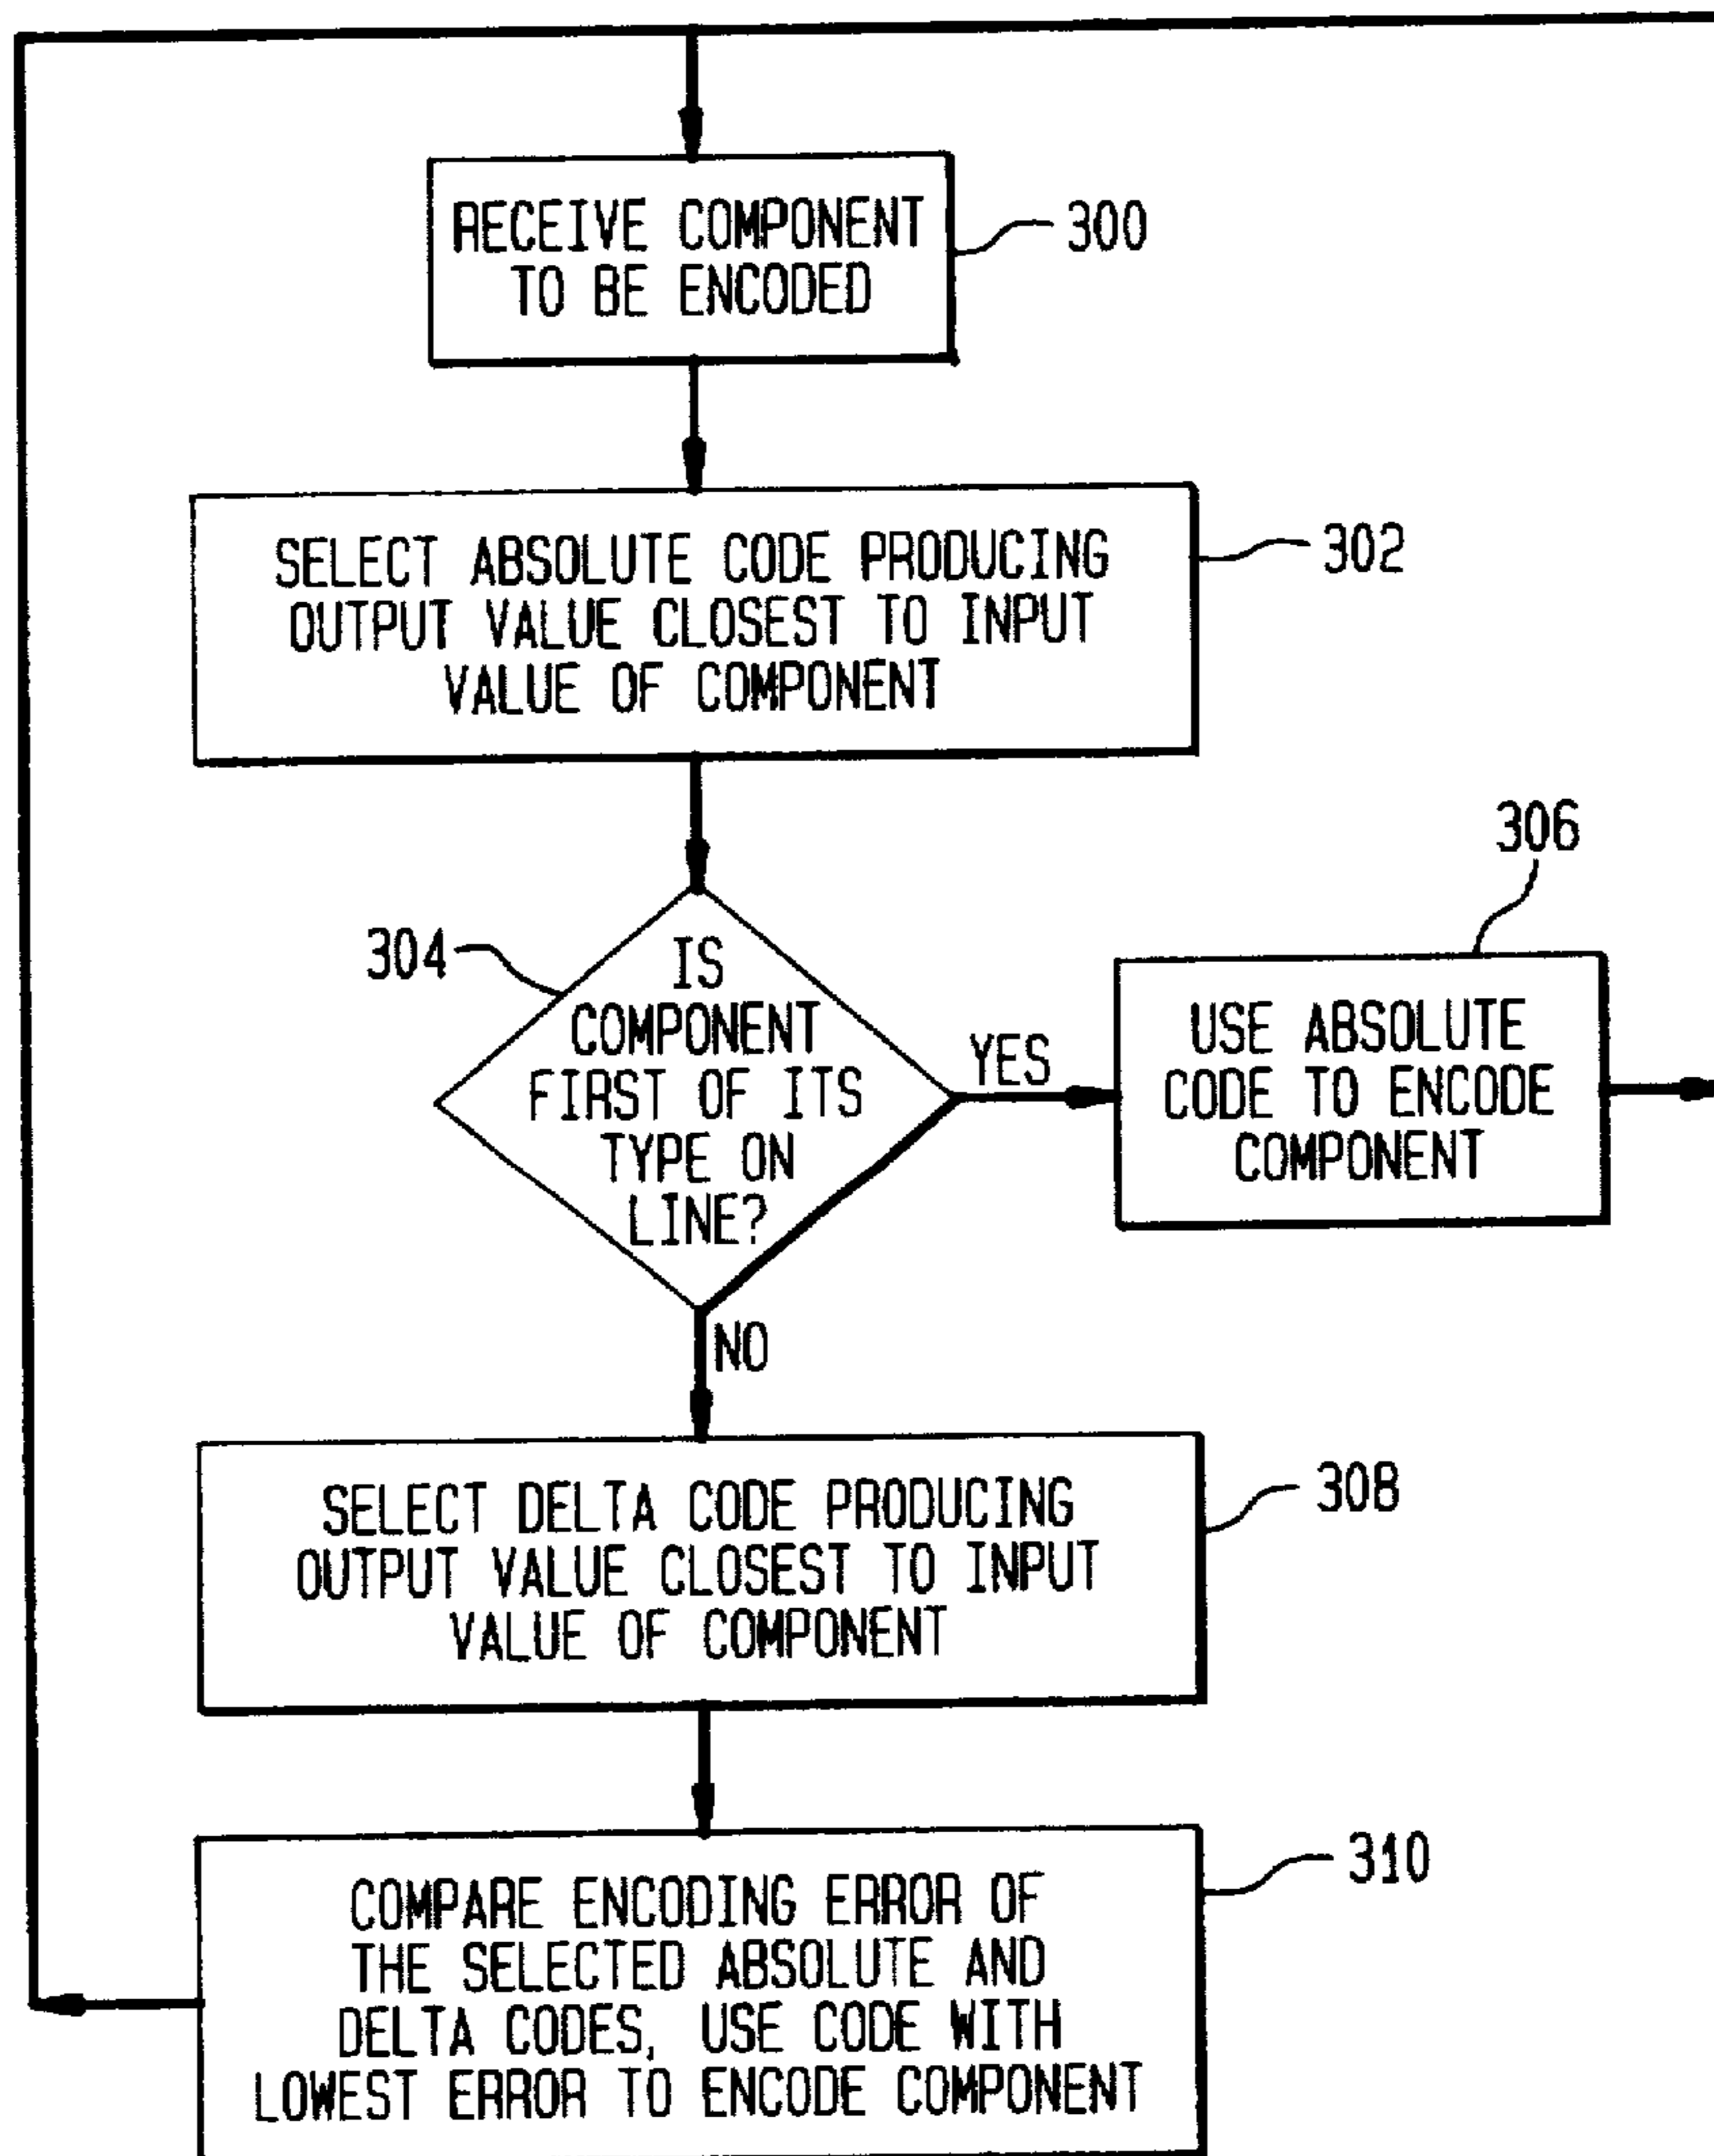 RECEIVE COMPONENT
TO BE ENCODED
300
SELECT ABSOLUTE CODE PRODUCING
OUTPUT VALUE CLOSEST TO INPUT
VALUE OF COMPONENT
302
304
IS
COMPONENT
FIRST OF ITS
TYPE ON
LINE?
YES
306
USE ABSOLUTE
CODE TO ENCODE
COMPONENT
NO
SELECT DELTA CODE PRODUCING
OUTPUT VALUE CLOSEST TO INPUT
VALUE OF COMPONENT
308
COMPARE ENCODING ERROR OF
THE SELECTED ABSOLUTE AND
DELTA CODES, USE CODE WITH
LOWEST ERROR TO ENCODE COMPONENT
310